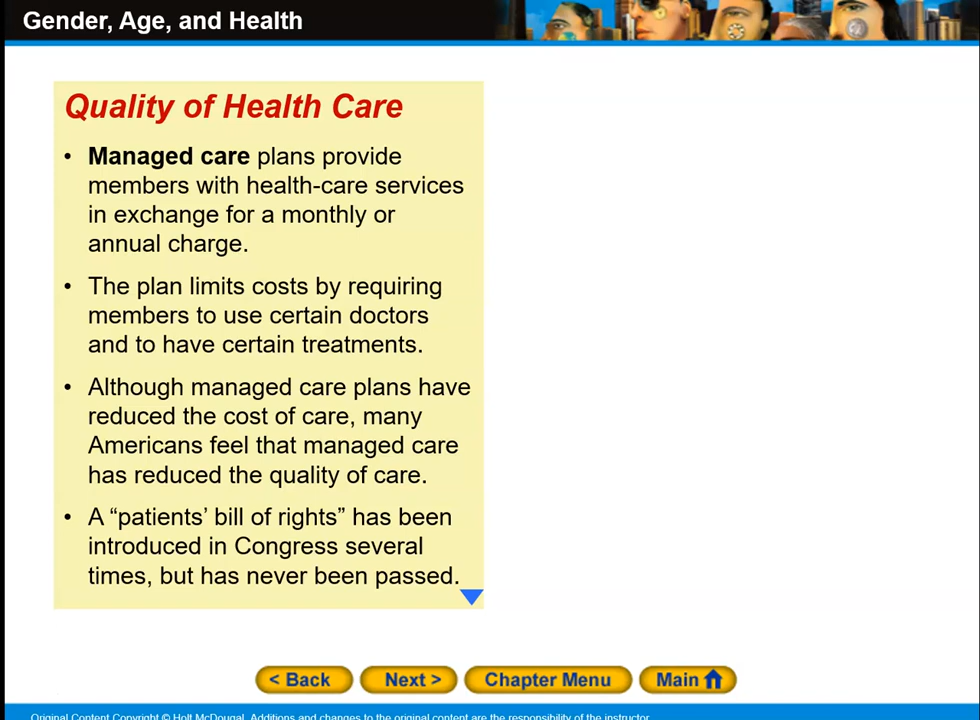 Gender, Age, and Health
Quality of Health Care
• Managed care plans provide
members with health-care services
in exchange for a monthly or
annual charge.
• The plan limits costs by requiring
members to use certain doctors
and to have certain treatments.
• Although managed care plans have
reduced the cost of care, many
Americans feel that managed care
has reduced the quality of care.
• A “patients’ bill of rights” has been
introduced in Congress several
times, but has never been passed.
< Back Next > Chapter Menu Main
Original Content Copyright © Holt McDougal. Additions and changes to the original content are the responsibility of the instructor.